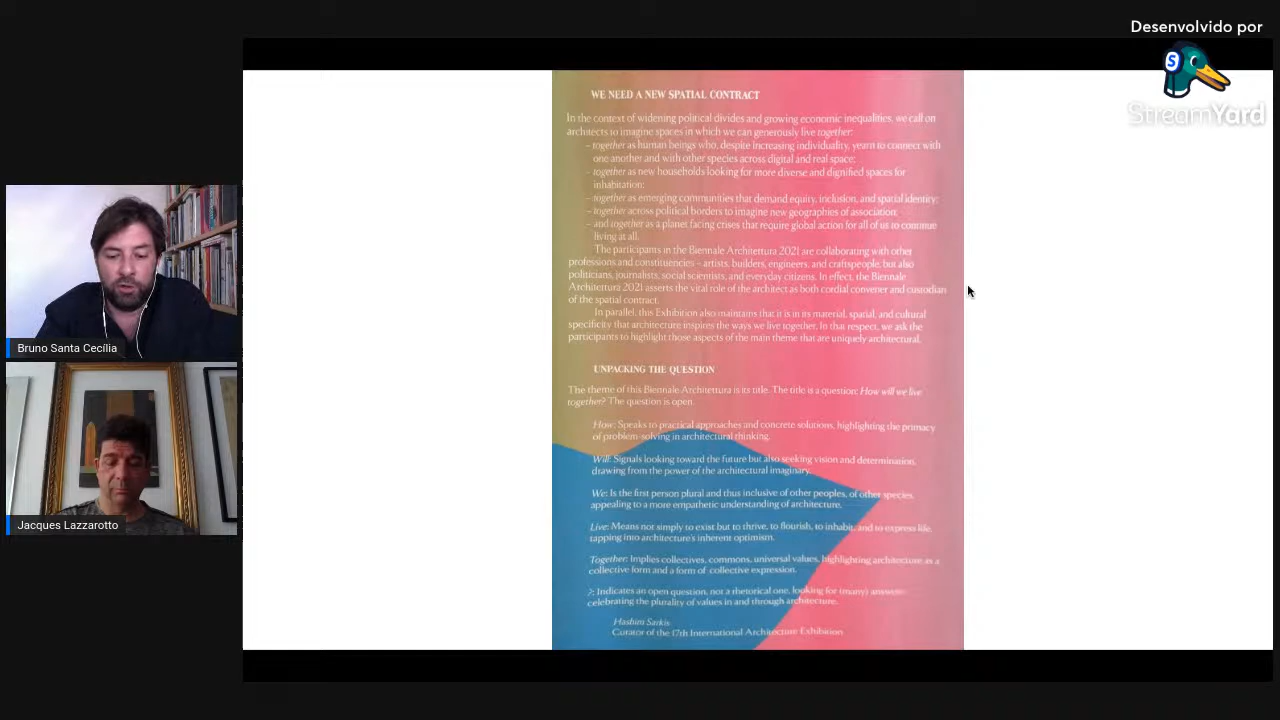 Desenvolvido por
StreamYard
WE NEED A NEW SPATIAL CONTRACT
In the context of widening political divides and growing economic inequalities, we call on
architects to imagine spaces in which we can generously live together:
– together as human beings who, despite increasing individuality, yearn to connect with
one another and with other species across digital and real space;
– together as new households looking for more diverse and dignified spaces for
inhabitation;
– together as emerging communities that demand equity, inclusion, and spatial identity;
– together across political borders to imagine new geographies of association;
– and together as a planet facing crises that require global action for all of us to continue
living at all.
The participants in the Biennale Architettura 2021 are collaborating with other
professions and constituencies – artists, builders, engineers, and craftspeople, but also
politicians, journalists, social scientists, and everyday citizens. In effect, the Biennale
Architettura 2021 asserts the vital role of the architect as both cordial convener and custodian
of the spatial contract.
In parallel, this Exhibition also maintains that it is in its material, spatial, and cultural
specificity that architecture inspires the ways we live together. In that respect, we ask the
participants to highlight those aspects of the main theme that are uniquely architectural.
UNPACKING THE QUESTION
The theme of this Biennale Architettura is its title. The title is a question: How will we live
together? The question is open.
How: Speaks to practical approaches and concrete solutions, highlighting the primacy
of problem-solving in architectural thinking.
Will: Signals looking toward the future but also seeking vision and determination,
drawing from the power of the architectural imaginary.
We: Is the first person plural and thus inclusive of other peoples, of other species,
appealing to a more empathetic understanding of architecture.
Live: Means not simply to exist but to thrive, to flourish, to inhabit, and to express life,
tapping into architecture's inherent optimism.
Together: Implies collectives, commons, universal values, highlighting architecture as a
collective form and a form of collective expression.
?: Indicates an open question, not a rhetorical one, looking for (many) answers,
celebrating the plurality of values in and through architecture.
Hashim Sarkis
Curator of the 17th International Architecture Exhibition
Bruno Santa Cecília
Jacques Lazzarotto